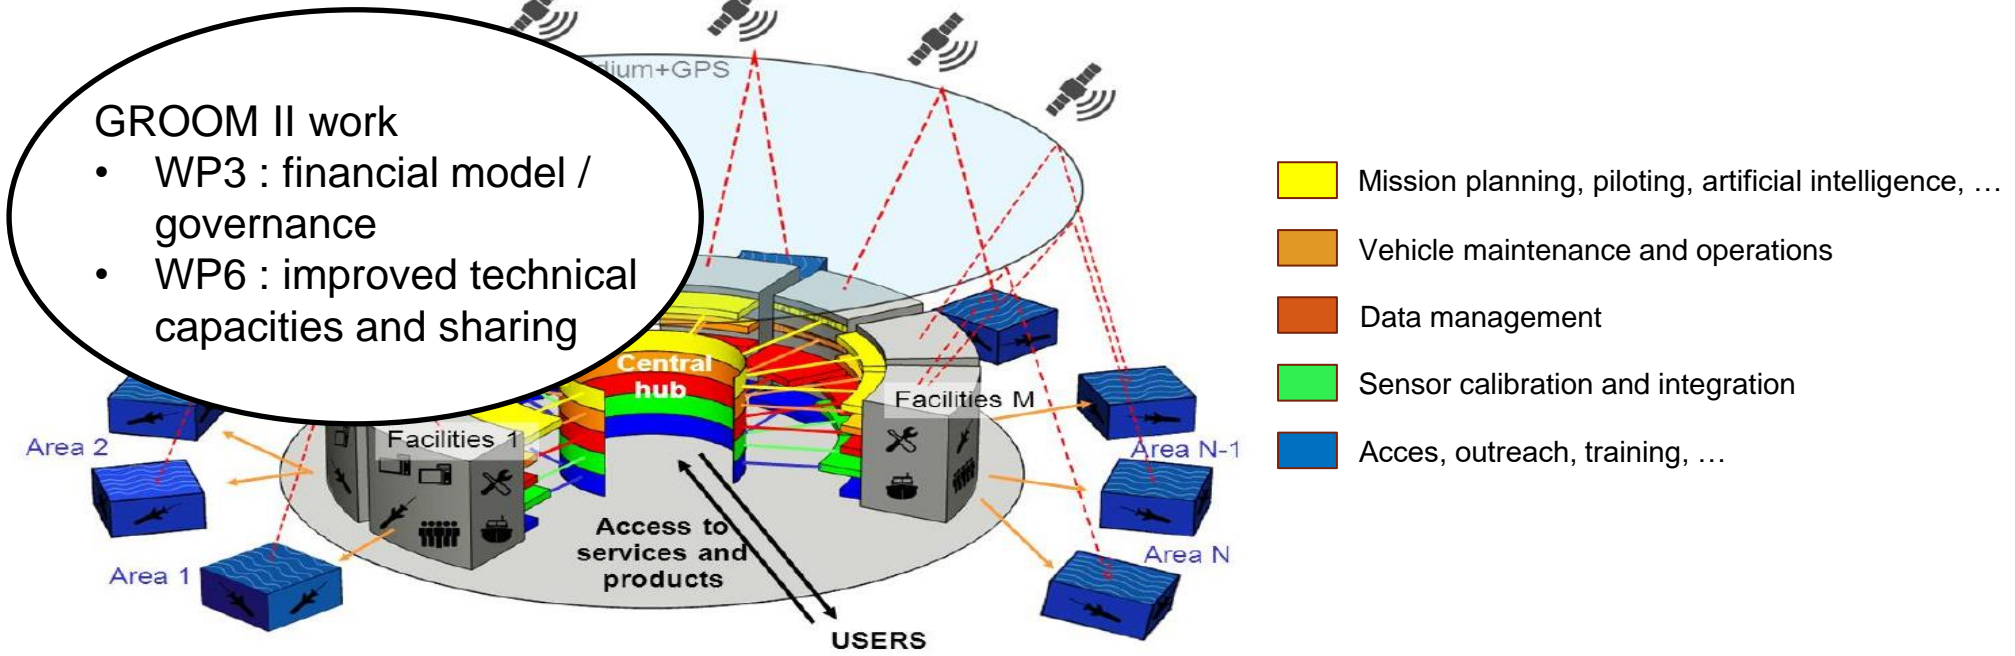 dium+GPS
GROOM II work
• WP3 : financial model /
governance
• WP6 : improved technical
capacities and sharing
Central
hub
Facilities M
Facilities 1
Area 2
Area 1
Area N-1
Area N
Access to
services and
products
USERS
Mission planning, piloting, artificial intelligence, …
Vehicle maintenance and operations
Data management
Sensor calibration and integration
Acces, outreach, training, …